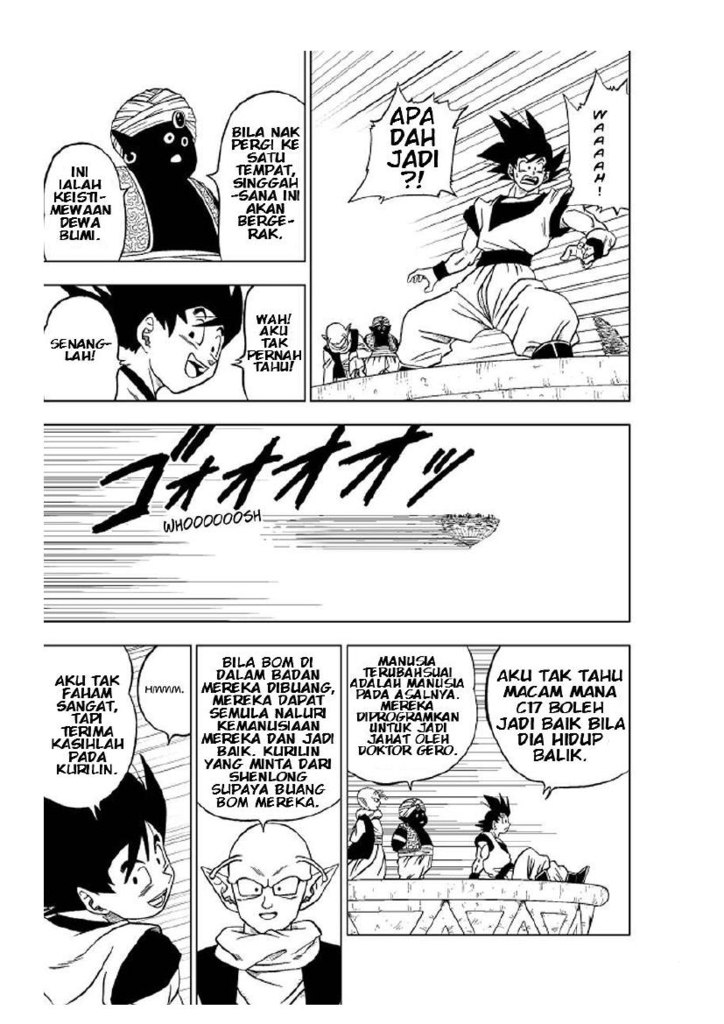 WAAAAH!
APA
DAH
JADI
?!
BILA NAK
PERGI KE
SATU
TEMPAT,
SINGGAH
-SANA INI
AKAN
BERGE-
RAK.
INI
IALAH
KEISTI-
MEWAAN
DEWA
BUMI.
WAH!
AKU
TAK
PERNAH
TAHU!
SENANG-
LAH!
ゴォオオオッ
WHOOOOOOSH
AKU TAK TAHU
MACAM MANA
C17 BOLEH
JADI BAIK BILA
DIA HIDUP
BALIK.
MANUSIA
TERUBAHSUAI
ADALAH MANUSIA
PADA ASALNYA.
MEREKA
DIPROGRAMKAN
UNTUK JADI
JAHAT OLEH
DOKTOR GERO.
BILA BOM DI
DALAM BADAN
MEREKA DIBUANG,
MEREKA DAPAT
SEMULA NALURI
KEMANUSIAAN
MEREKA DAN JADI
BAIK. KURILIN
YANG MINTA DARI
SHENLONG
SUPAYA BUANG
BOM MEREKA.
HMMM.
AKU TAK
FAHAM
SANGAT,
TAPI
TERIMA
KASIHLAH
PADA
KURILIN.